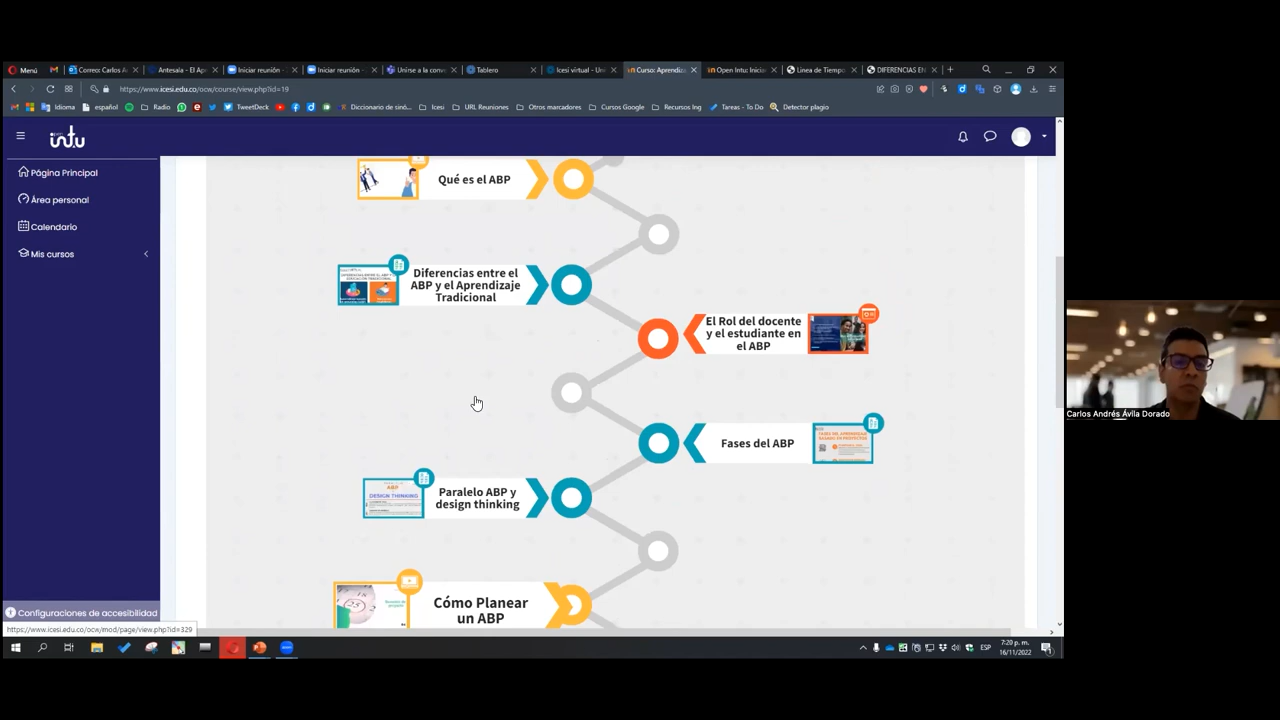 Menú
Correo: Carlos A
Antesala - El Ap
Iniciar reunión -
Iniciar reunión -
Unirse a la conv
Tablero
Icesi virtual - Un
Curso: Aprendiz
Open Intu: Inicia
Linea de Tiempo
DIFERENCIAS EN
https://www.icesi.edu.co/ocw/course/view.php?id=19
Idioma
español
Radio
TweetDeck
Diccionario de sinó...
Icesi
URL Reuniones
Otros marcadores
Cursos Google
Recursos Ing
Tareas - To Do
Detector plagio
intu
Página Principal
Área personal
Calendario
Mis cursos
Qué es el ABP
Diferencias entre el
ABP y el Aprendizaje
Tradicional
El Rol del docente
y el estudiante en
el ABP
Fases del ABP
Paralelo ABP y
design thinking
ABP
DESIGN THINKING
Cómo Planear
un ABP
Configuraciones de accesibilidad
https://www.icesi.edu.co/ocw/mod/page/view.php?id=329
ESP
7:20 p. m.
16/11/2022
Carlos Andrés Ávila Dorado